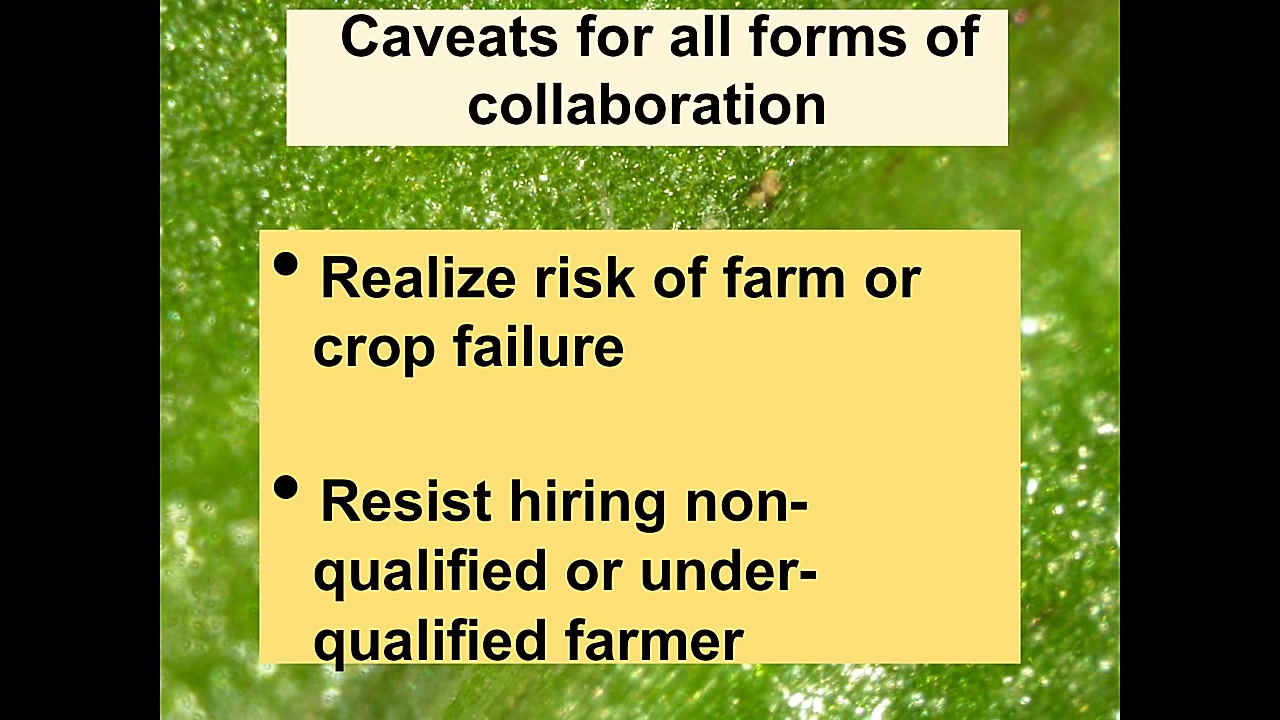 Caveats for all forms of
collaboration
• Realize risk of farm or
crop failure
• Resist hiring non-
qualified or under-
qualified farmer